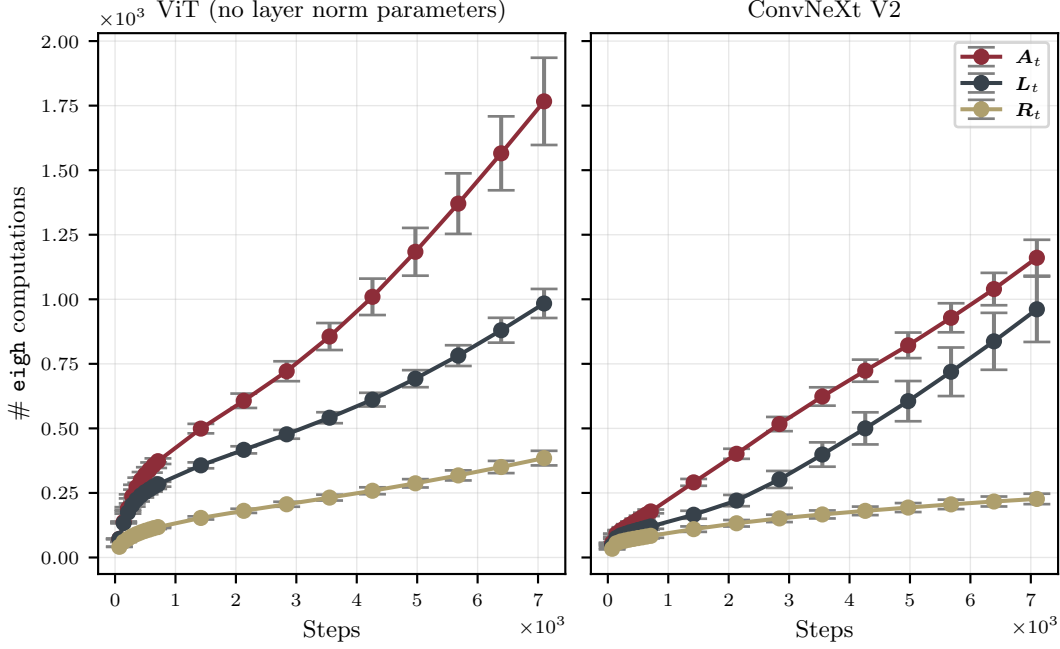 ×10³ ViT (no layer norm parameters)
ConvNeXt V2
2.00
1.75
1.50
1.25
1.00
0.75
0.50
0.25
0.00
# eigh computations
A_t
L_t
R_t
0 1 2 3 4 5 6 7
0 1 2 3 4 5 6 7
Steps ×10³
Steps ×10³